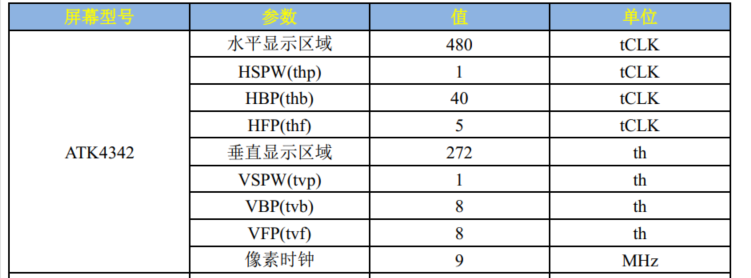 屏幕型号 参数 值 单位
水平显示区域 480 tCLK
HSPW(thp) 1 tCLK
HBP(thb) 40 tCLK
HFP(thf) 5 tCLK
ATK4342 垂直显示区域 272 th
VSPW(tvp) 1 th
VBP(tvb) 8 th
VFP(tvf) 8 th
像素时钟 9 MHz